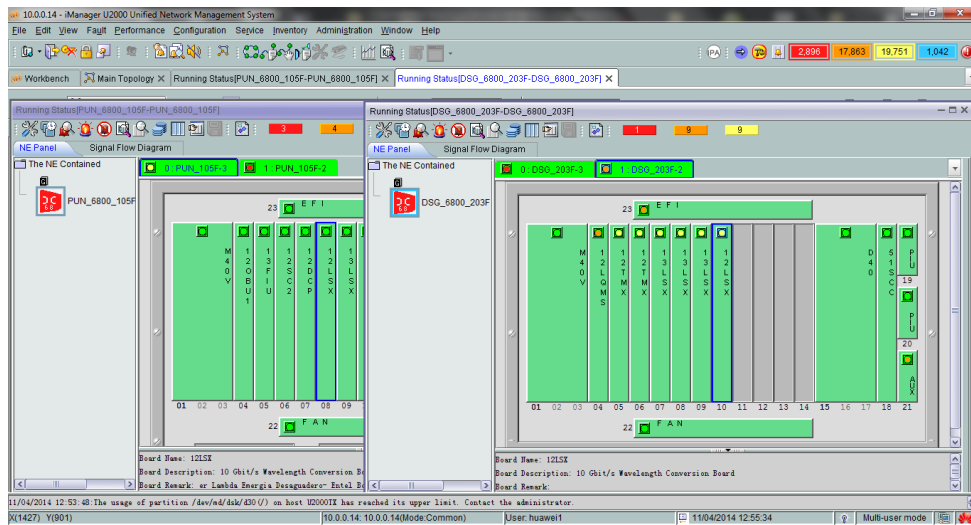 10.0.0.14 - iManager U2000 Unified Network Management System
File Edit View Fault Performance Configuration Service Inventory Administration Window Help
PA 2,896 17,863 19,751 1,042
Workbench Main Topology Running Status[PUN_6800_105F-PUN_6800_105F] Running Status[DSG_6800_203F-DSG_6800_203F]
Running Status[PUN_6800_105F-PUN_6800_105F]
3 4
NE Panel Signal Flow Diagram
The NE Contained
PUN_6800_105F
0 : PUN_105F-3 1 : PUN_105F-2
23 EFI
M40V 12OBU1 13FIU 12SC2 12DCP 12LSX 13LSX
01 02 03 04 05 06 07 08 09
22 FAN
Board Name: 12LSX
Board Description: 10 Gbit/s Wavelength Conversion Bo
Board Remark: er Lambda Energia Desaguadero- Entel B
Running Status[DSG_6800_203F-DSG_6800_203F]
1 9 9
NE Panel Signal Flow Diagram
The NE Contained
DSG_6800_203F
0 : DSG_203F-3 1 : DSG_203F-2
23 EFI
M40V 12LQMS 12TMX 12TMX 13LSX 13LSX 13LSX 12LSX D40 51SCC PIU
19
PIU
20
AUX
01 02 03 04 05 06 07 08 09 10 11 12 13 14 15 16 17 18 21
22 FAN
Board Name: 12LSX
Board Description: 10 Gbit/s Wavelength Conversion Board
Board Remark:
11/04/2014 12:53:48:The usage of partition /dev/md/dsk/d30(/) on host U2000TX has reached its upper limit. Contact the administrator.
X(1427) Y(901) 10.0.0.14: 10.0.0.14(Mode:Common) User: huawei1 11/04/2014 12:55:34 Multi-user mode